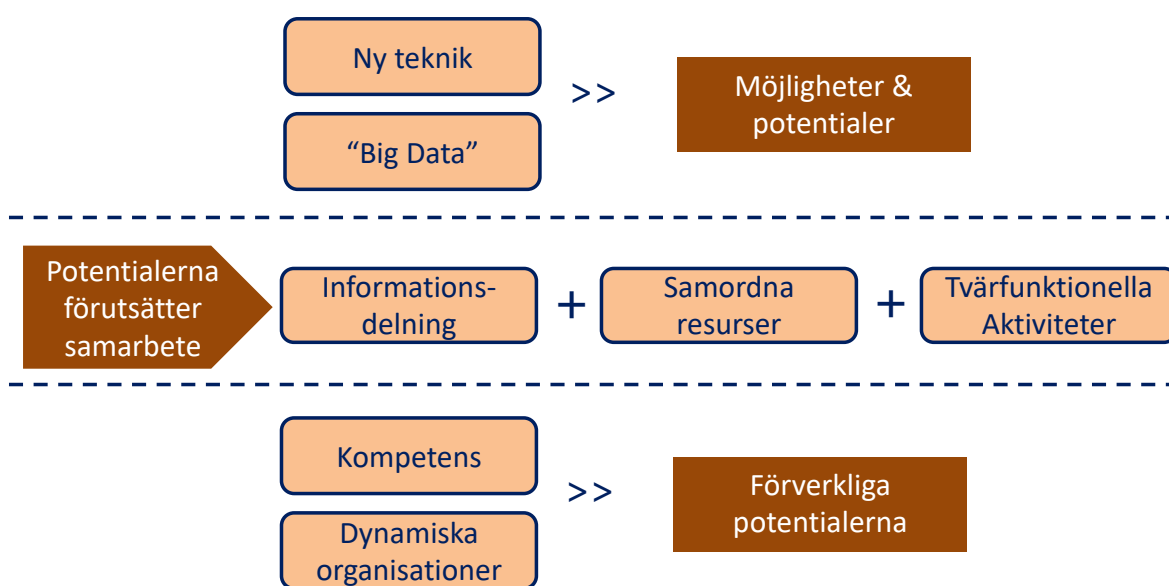 Ny teknik
“Big Data”
>>
Möjligheter &
potentialer
Potentialerna
förutsätter
samarbete
Informations-
delning
+
Samordna
resurser
+
Tvärfunktionella
Aktiviteter
Kompetens
Dynamiska
organisationer
>>
Förverkliga
potentialerna